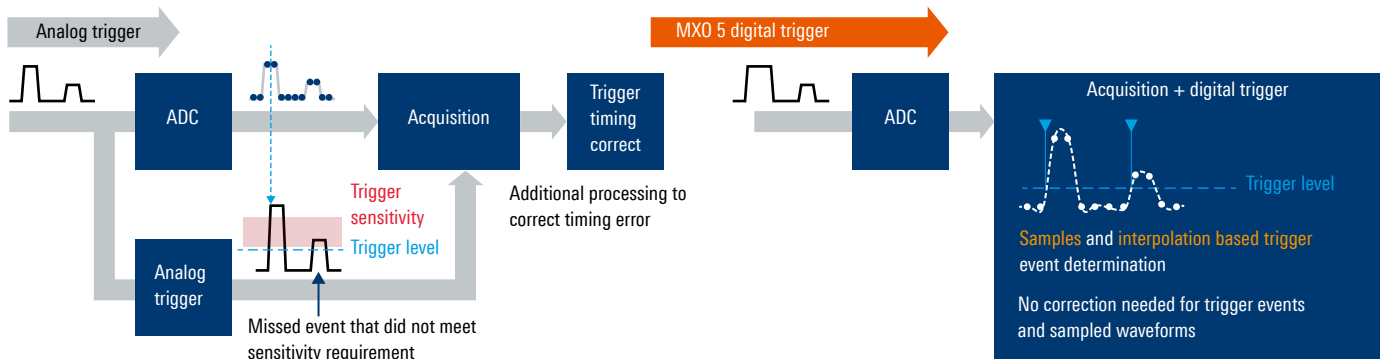 Analog trigger
ADC
Acquisition
Trigger
timing
correct
Trigger
sensitivity
Trigger level
Additional processing to
correct timing error
Analog
trigger
Missed event that did not meet
sensitivity requirement
MXO 5 digital trigger
ADC
Acquisition + digital trigger
Trigger level
Samples and interpolation based trigger
event determination
No correction needed for trigger events
and sampled waveforms